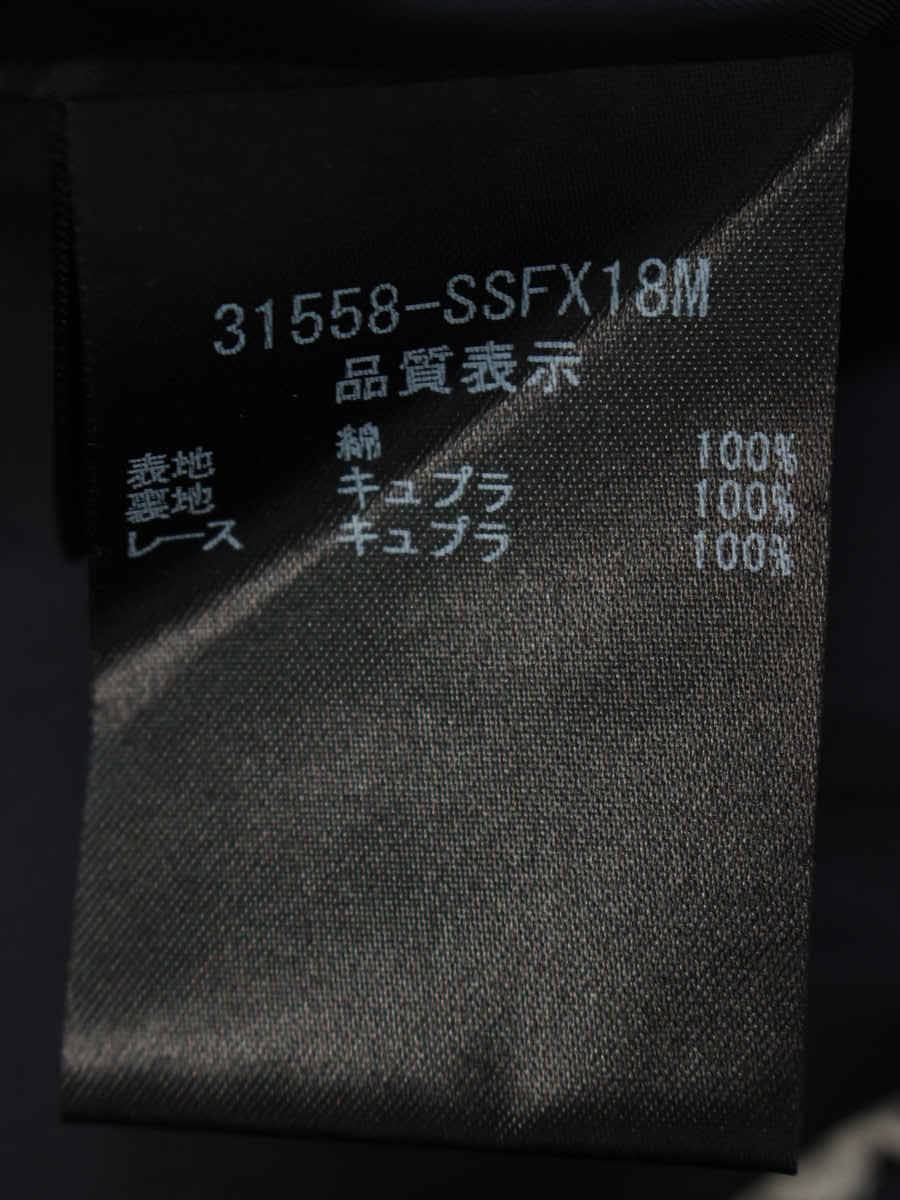 31558-SSFX18M
品質表示
表地 綿 100%
裏地 キュプラ 100%
レース キュプラ 100%